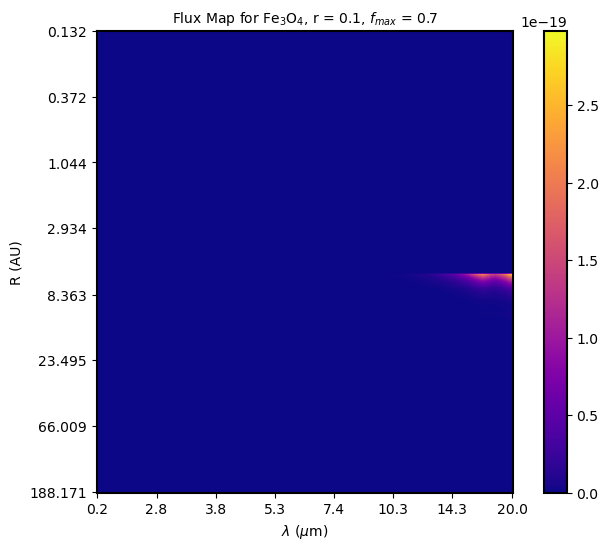 Flux Map for Fe₃O₄, r = 0.1, f_max = 0.7
1e−19
0.132
0.372
1.044
2.934
8.363
23.495
66.009
188.171
R (AU)
0.2 2.8 3.8 5.3 7.4 10.3 14.3 20.0
λ (μm)
2.5
2.0
1.5
1.0
0.5
0.0